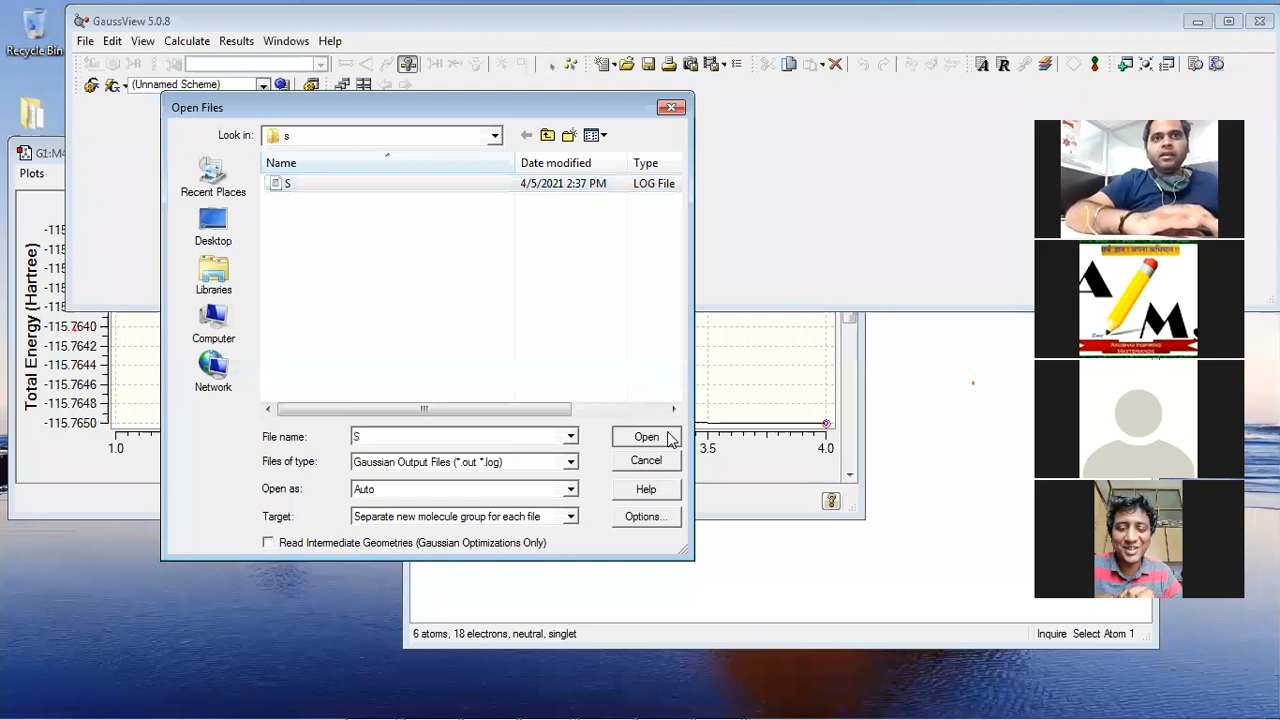 Recycle Bin
GaussView 5.0.8
File Edit View Calculate Results Windows Help
(Unnamed Scheme)
G1:M4
Plots
Total Energy (Hartree)
-115.7640
-115.7642
-115.7644
-115.7646
-115.7648
-115.7650
1.0
3.5
4.0
Open Files
Look in: s
Name Date modified Type
S 4/5/2021 2:37 PM LOG File
Recent Places
Desktop
Libraries
Computer
Network
File name: S Open
Files of type: Gaussian Output Files (*.out *.log) Cancel
Open as: Auto Help
Target: Separate new molecule group for each file Options...
Read Intermediate Geometries (Gaussian Optimizations Only)
6 atoms, 18 electrons, neutral, singlet
Inquire Select Atom 1
A
M